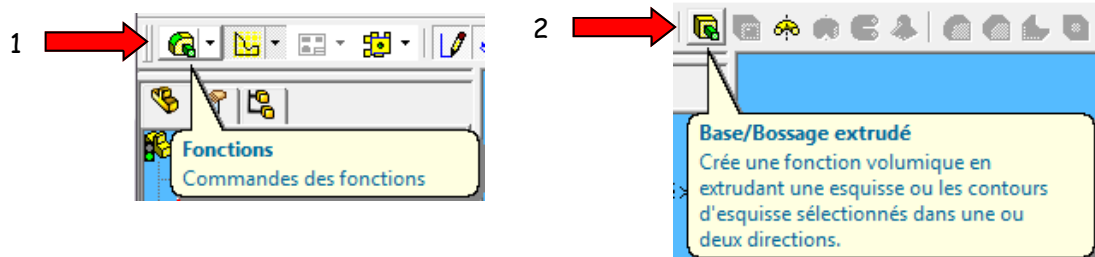 1
Fonctions
Commandes des fonctions
2
Base/Bossage extrudé
Crée une fonction volumique en
extrudant une esquisse ou les contours
d'esquisse sélectionnés dans une ou
deux directions.